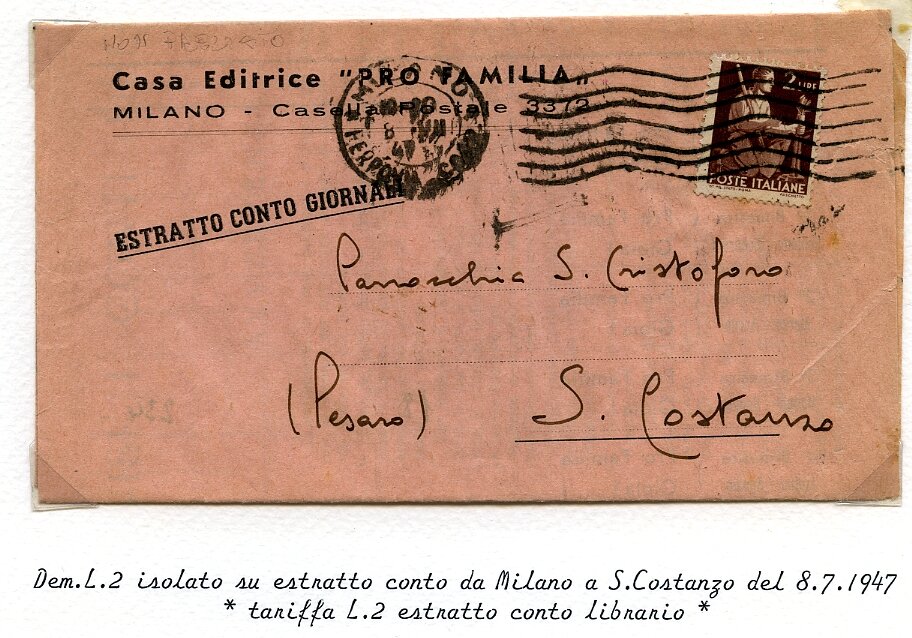 Casa Editrice "PRO FAMILIA"
MILANO - Casella Postale 3372
2 LIRE
POSTE ITALIANE
ESTRATTO CONTO GIORNALI
Parrocchia S. Cristoforo
(Pesaro) S. Costanzo
Dem.L.2 isolato su estratto conto da Milano a S.Costanzo del 8.7.1947
* tariffa L.2 estratto conto librario *